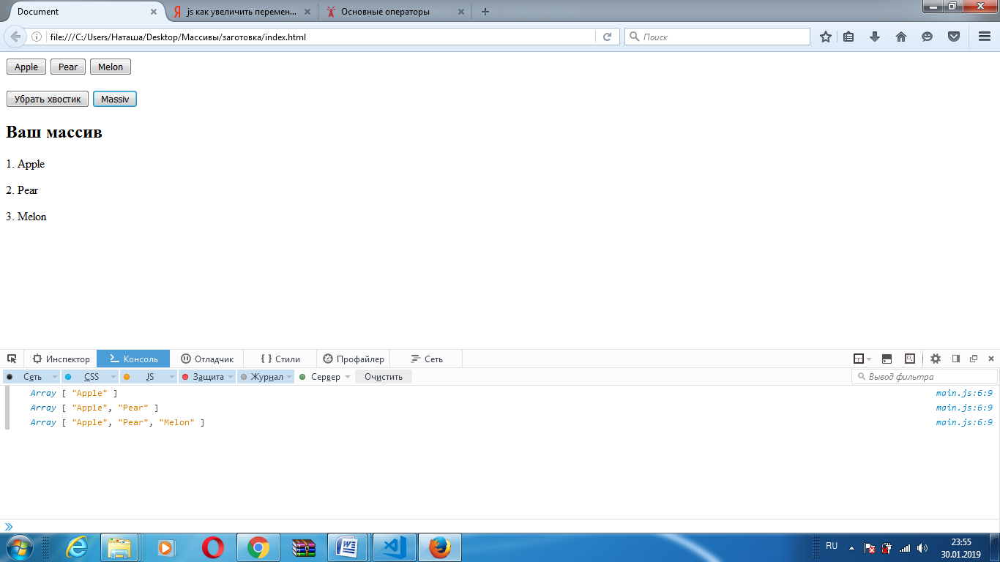 Document
js как увеличить перемен...
Основные операторы
file:///C:/Users/Наташа/Desktop/Массивы/заготовка/index.html
Поиск
Apple Pear Melon
Убрать хвостик Massiv
Ваш массив
1. Apple
2. Pear
3. Melon
Инспектор Консоль Отладчик { } Стили Профайлер Сеть
Сеть CSS JS Защита Журнал Сервер Очистить Вывод фильтра
Array [ "Apple" ] main.js:6:9
Array [ "Apple", "Pear" ] main.js:6:9
Array [ "Apple", "Pear", "Melon" ] main.js:6:9
RU 23:55
30.01.2019